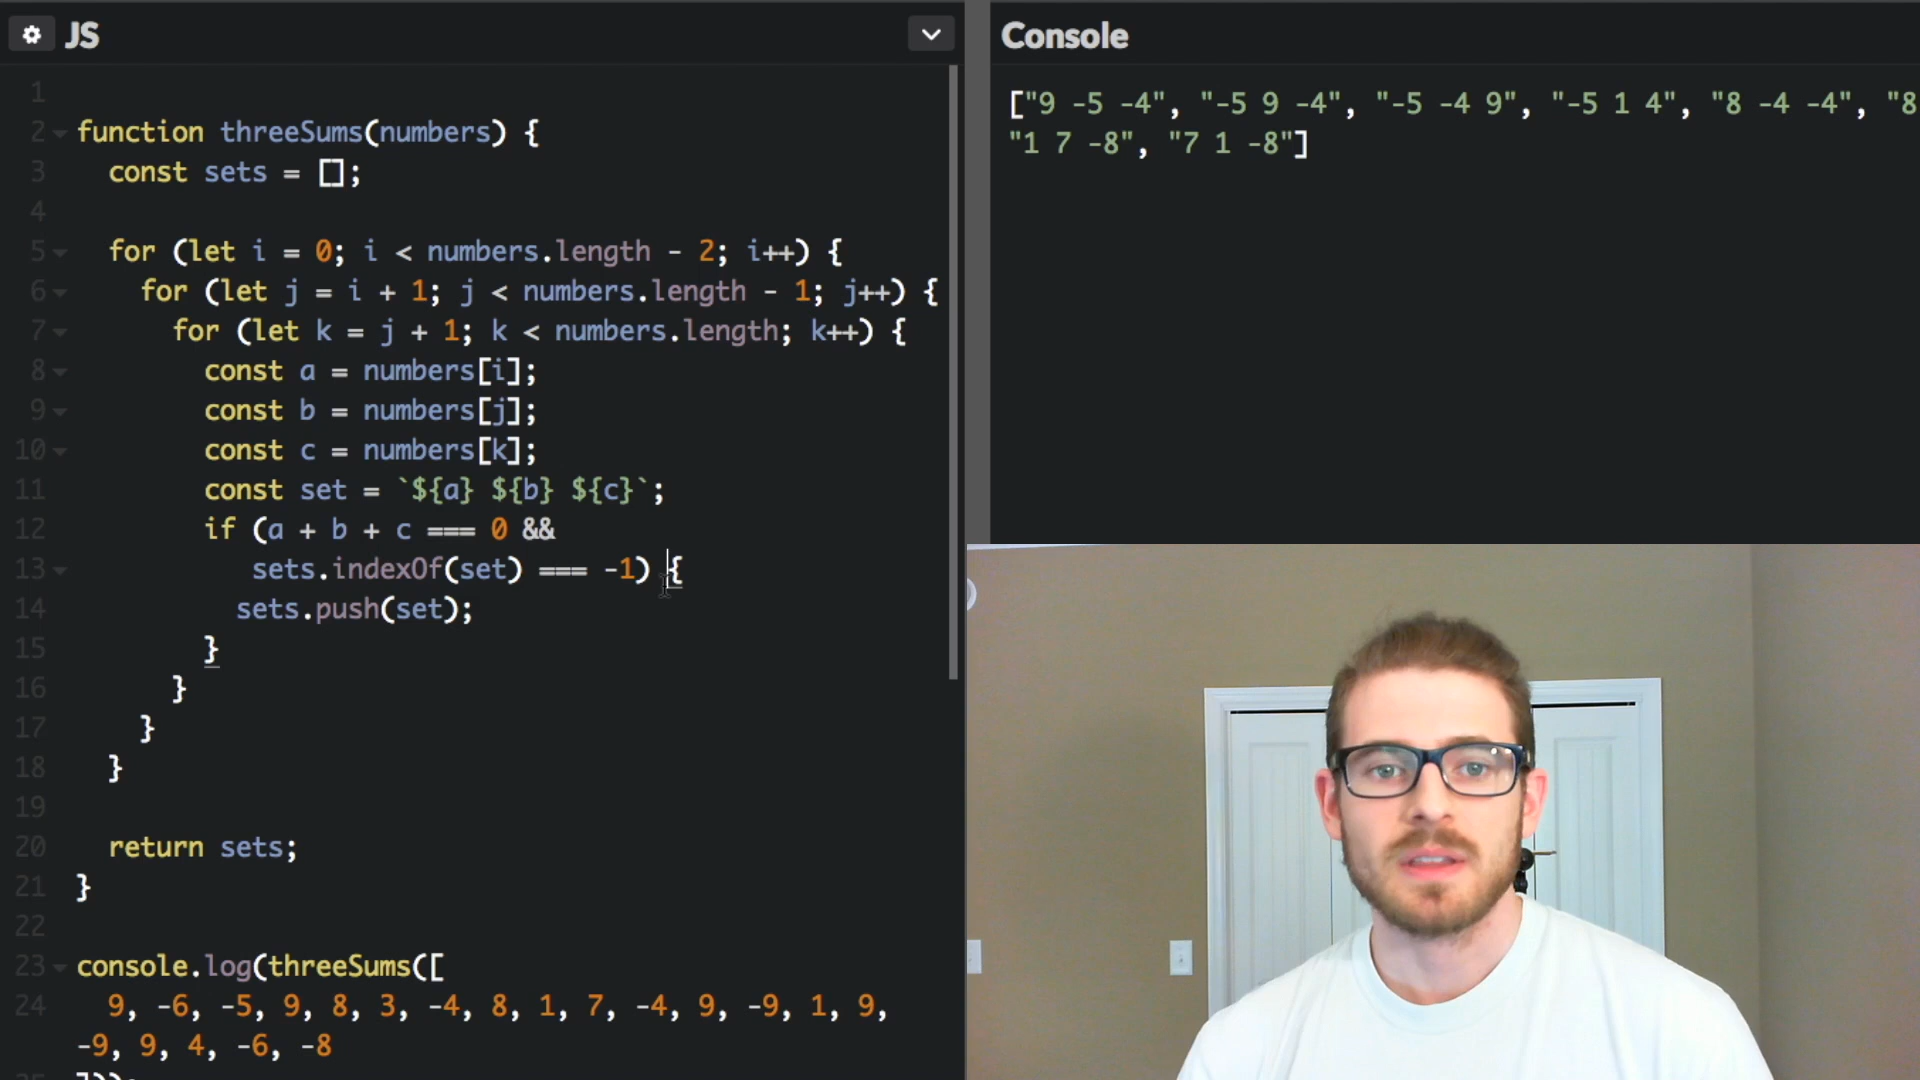 JS
1
2 function threeSums(numbers) {
3 const sets = [];
4
5 for (let i = 0; i < numbers.length - 2; i++) {
6 for (let j = i + 1; j < numbers.length - 1; j++) {
7 for (let k = j + 1; k < numbers.length; k++) {
8 const a = numbers[i];
9 const b = numbers[j];
10 const c = numbers[k];
11 const set = `${a} ${b} ${c}`;
12 if (a + b + c === 0 &&
13 sets.indexOf(set) === -1) {
14 sets.push(set);
15 }
16 }
17 }
18 }
19
20 return sets;
21 }
22
23 console.log(threeSums([
24 9, -6, -5, 9, 8, 3, -4, 8, 1, 7, -4, 9, -9, 1, 9,
-9, 9, 4, -6, -8
Console
["9 -5 -4", "-5 9 -4", "-5 -4 9", "-5 1 4", "8 -4 -4", "8
"1 7 -8", "7 1 -8"]